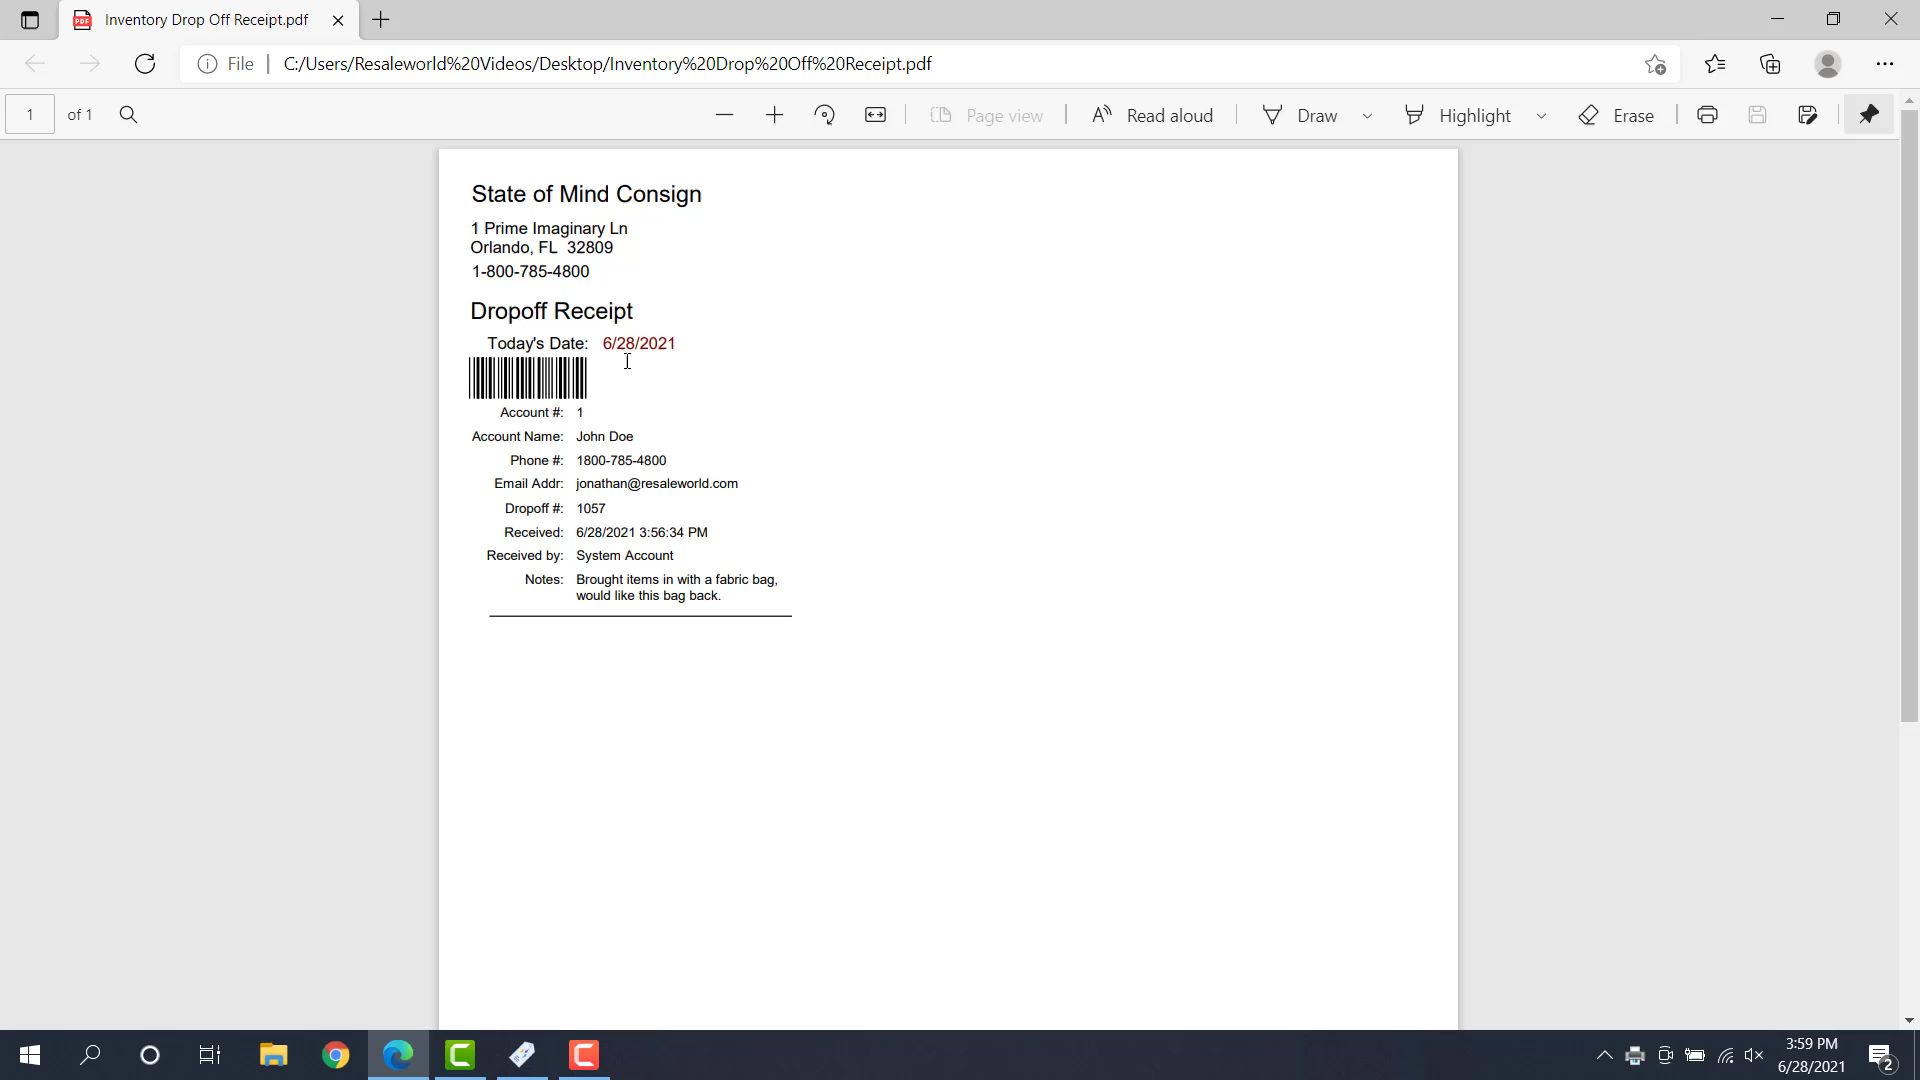 Inventory Drop Off Receipt.pdf
File | C:/Users/Resaleworld%20Videos/Desktop/Inventory%20Drop%20Off%20Receipt.pdf
1 of 1 Page view Read aloud Draw Highlight Erase
State of Mind Consign
1 Prime Imaginary Ln
Orlando, FL 32809
1-800-785-4800
Dropoff Receipt
Today's Date: 6/28/2021
Account #: 1
Account Name: John Doe
Phone #: 1800-785-4800
Email Addr: jonathan@resaleworld.com
Dropoff #: 1057
Received: 6/28/2021 3:56:34 PM
Received by: System Account
Notes: Brought items in with a fabric bag,
would like this bag back.
3:59 PM
6/28/2021
2